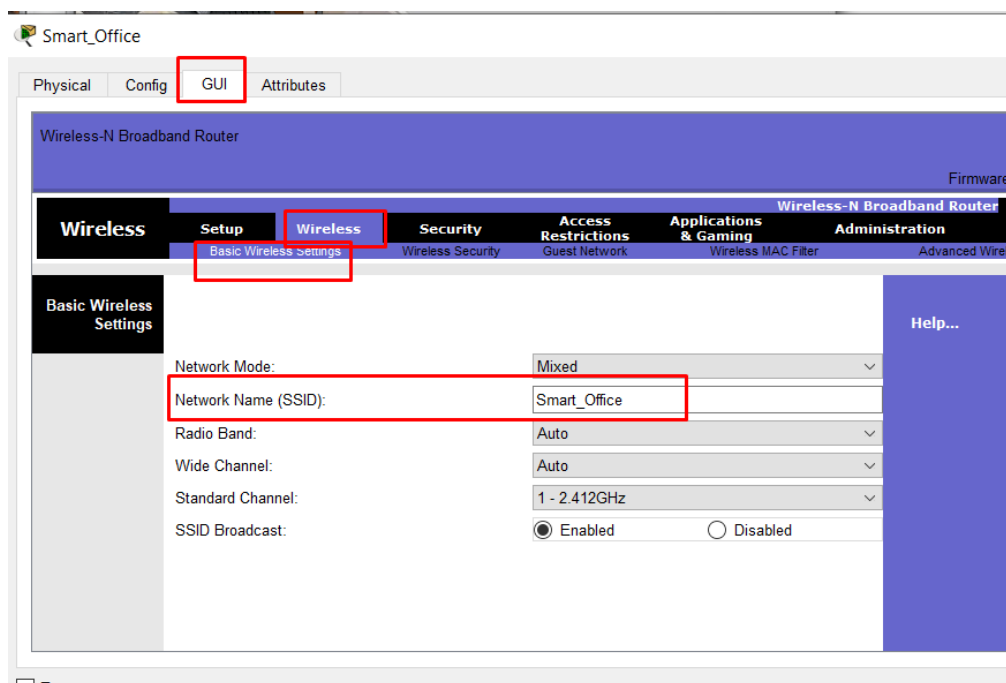 Smart_Office
Physical Config GUI Attributes
Wireless-N Broadband Router
Firmware
Wireless-N Broadband Router
Wireless Setup Wireless Security Access Restrictions Applications & Gaming Administration
Basic Wireless Settings Wireless Security Guest Network Wireless MAC Filter Advanced Wire
Basic Wireless
Settings
Help...
Network Mode: Mixed
Network Name (SSID): Smart_Office
Radio Band: Auto
Wide Channel: Auto
Standard Channel: 1 - 2.412GHz
SSID Broadcast: Enabled Disabled